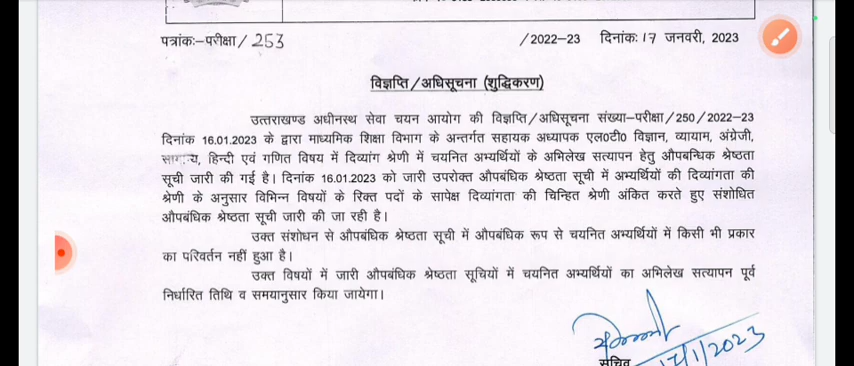 पत्रांकः–परीक्षा/253 /2022–23 दिनांकः 17 जनवरी, 2023
विज्ञप्ति/अधिसूचना (शुद्धिकरण)
उत्तराखण्ड अधीनस्थ सेवा चयन आयोग की विज्ञप्ति/अधिसूचना संख्या–परीक्षा/250/2022–23
दिनांक 16.01.2023 के द्वारा माध्यमिक शिक्षा विभाग के अन्तर्गत सहायक अध्यापक एल0टी0 विज्ञान, व्यायाम, अंग्रेजी,
सामान्य, हिन्दी एवं गणित विषय में दिव्यांग श्रेणी में चयनित अभ्यर्थियों के अभिलेख सत्यापन हेतु औपबन्धिक श्रेष्ठता
सूची जारी की गई है। दिनांक 16.01.2023 को जारी उपरोक्त औपबंधिक श्रेष्ठता सूची में अभ्यर्थियों की दिव्यांगता की
श्रेणी के अनुसार विभिन्न विषयों के रिक्त पदों के सापेक्ष दिव्यांगता की चिन्हित श्रेणी अंकित करते हुए संशोधित
औपबंधिक श्रेष्ठता सूची जारी की जा रही है।
उक्त संशोधन से औपबंधिक श्रेष्ठता सूची में औपबंधिक रूप से चयनित अभ्यर्थियों में किसी भी प्रकार
का परिवर्तन नहीं हुआ है।
उक्त विषयों में जारी औपबंधिक श्रेष्ठता सूचियों में चयनित अभ्यर्थियों का अभिलेख सत्यापन पूर्व
निर्धारित तिथि व समयानुसार किया जायेगा।
17/1/2023
सचिव